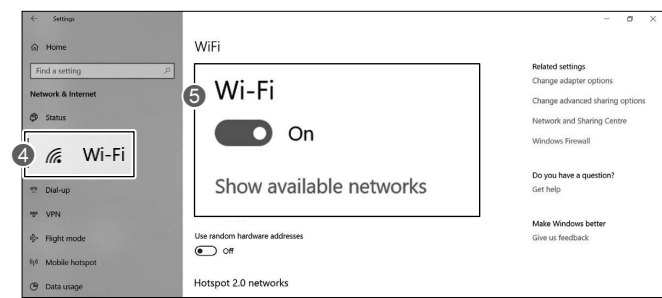 Settings
Home
Find a setting
Network & Internet
Status
4
Wi-Fi
Dial-up
VPN
Flight mode
Mobile hotspot
Data usage
WiFi
5
Wi-Fi
On
Show available networks
Use random hardware addresses
Off
Hotspot 2.0 networks
Related settings
Change adapter options
Change advanced sharing options
Network and Sharing Centre
Windows Firewall
Do you have a question?
Get help
Make Windows better
Give us feedback